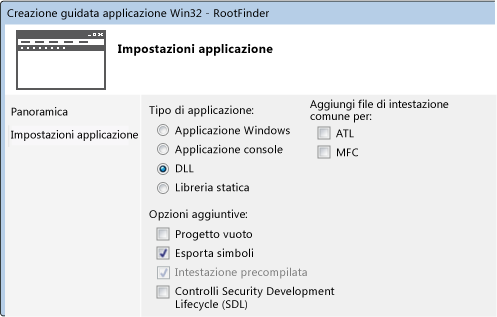 Creazione guidata applicazione Win32 - RootFinder
Impostazioni applicazione
Panoramica
Impostazioni applicazione
Tipo di applicazione:
Applicazione Windows
Applicazione console
DLL
Libreria statica
Opzioni aggiuntive:
Progetto vuoto
Esporta simboli
Intestazione precompilata
Controlli Security Development
Lifecycle (SDL)
Aggiungi file di intestazione
comune per:
ATL
MFC